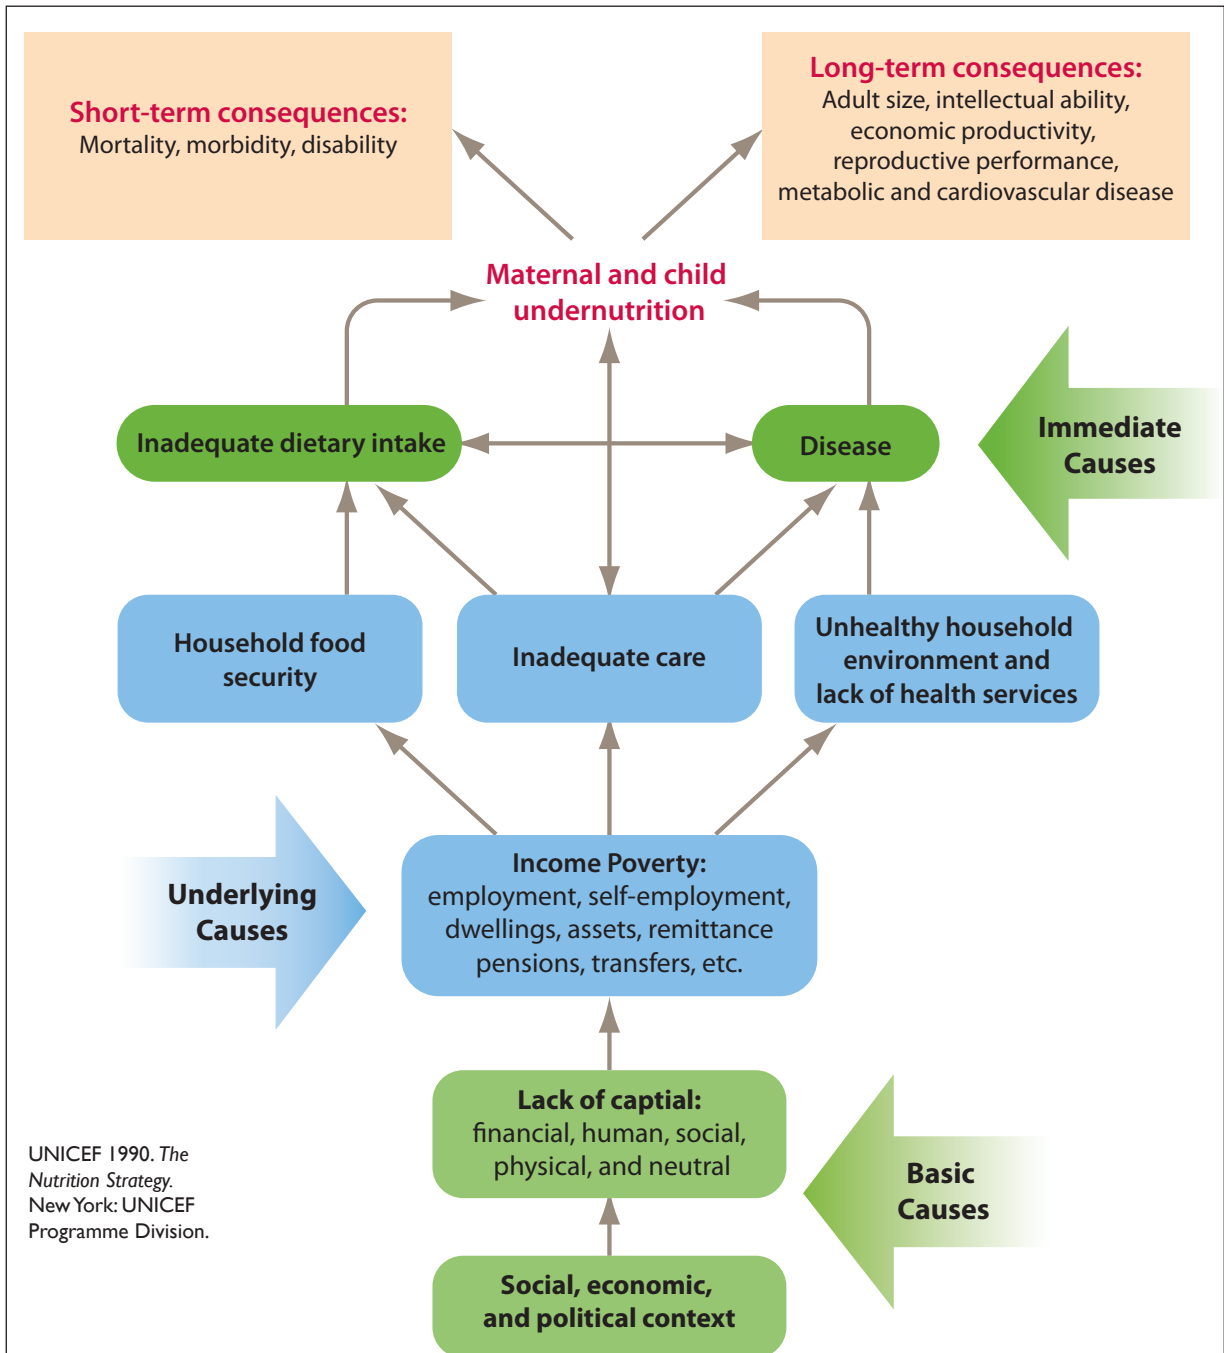 Short-term consequences:
Mortality, morbidity, disability
Long-term consequences:
Adult size, intellectual ability,
economic productivity,
reproductive performance,
metabolic and cardiovascular disease
Maternal and child
undernutrition
Inadequate dietary intake
Disease
Immediate
Causes
Household food
security
Inadequate care
Unhealthy household
environment and
lack of health services
Underlying
Causes
Income Poverty:
employment, self-employment,
dwellings, assets, remittance
pensions, transfers, etc.
Lack of captial:
financial, human, social,
physical, and neutral
Basic
Causes
Social, economic,
and political context
UNICEF 1990. The
Nutrition Strategy.
New York: UNICEF
Programme Division.